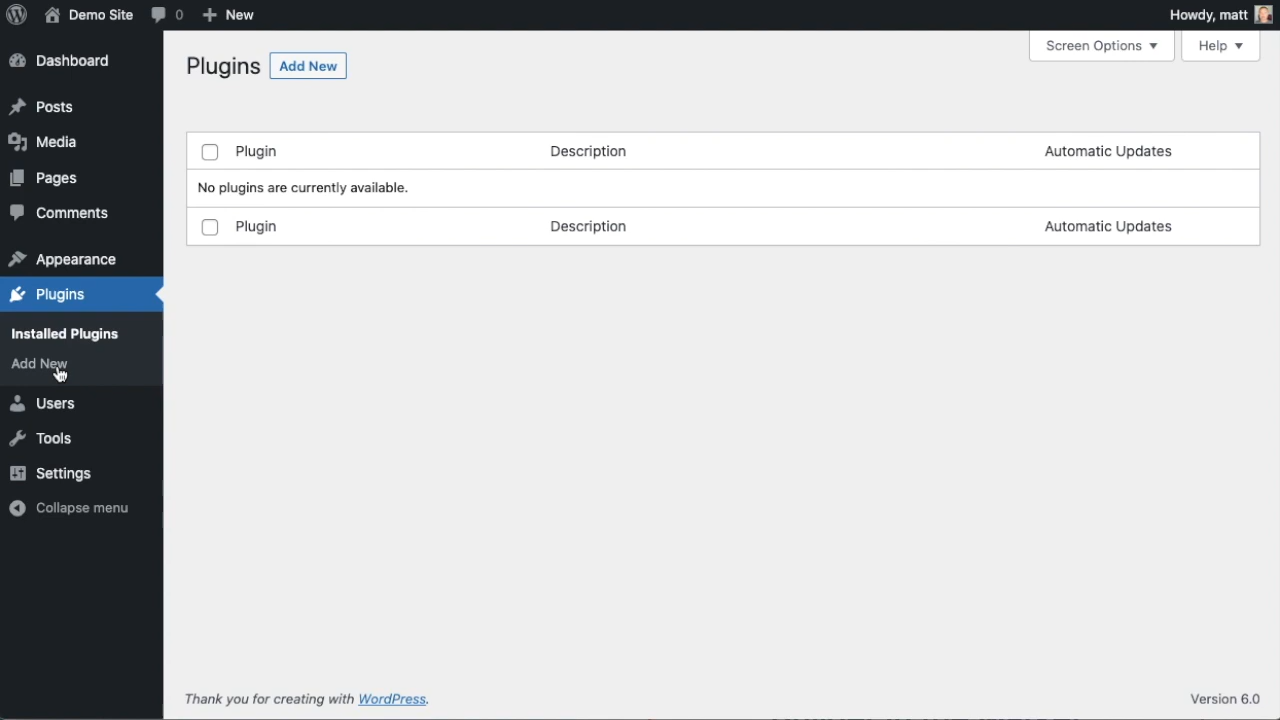 Demo Site 0 New Howdy, matt
Dashboard
Posts
Media
Pages
Comments
Appearance
Plugins
Installed Plugins
Add New
Users
Tools
Settings
Collapse menu
Screen Options ▼ Help ▼
Plugins Add New
Plugin Description Automatic Updates
No plugins are currently available.
Plugin Description Automatic Updates
Thank you for creating with WordPress. Version 6.0